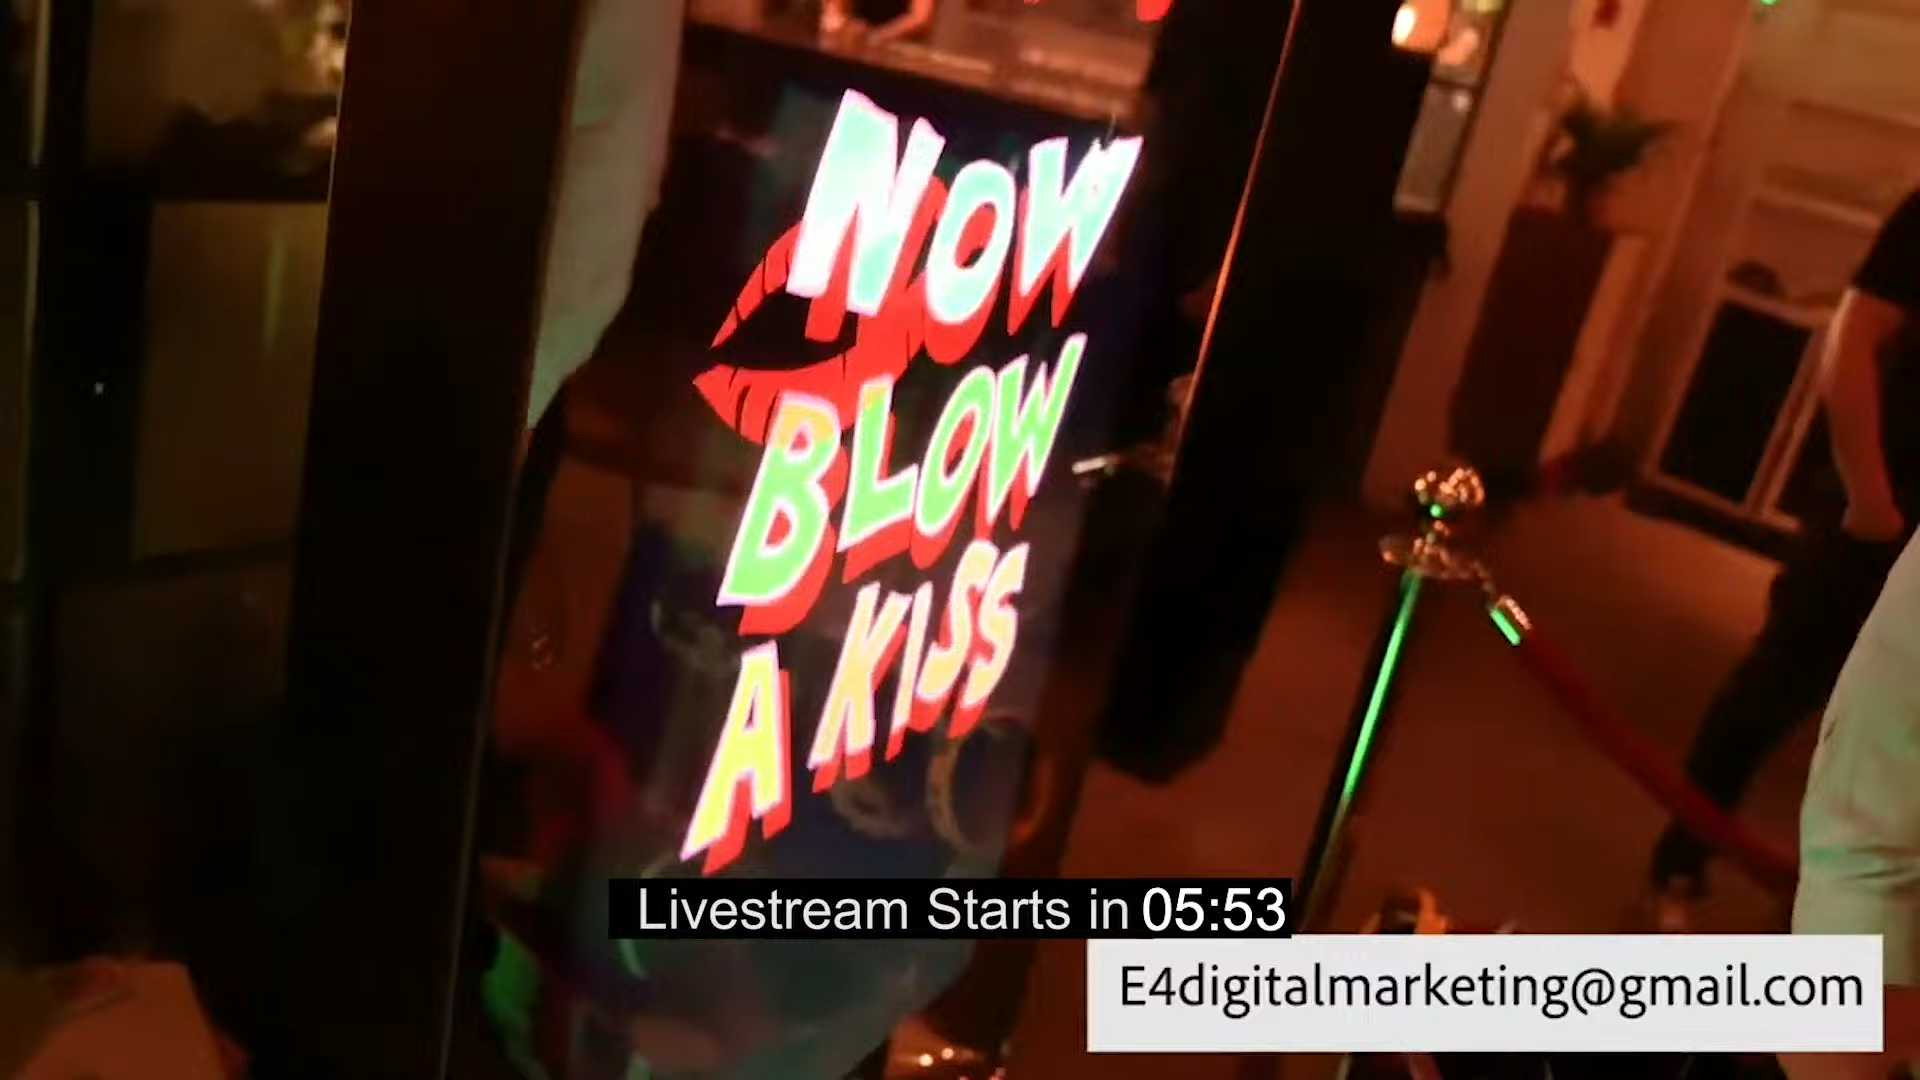 NOW
BLOW
A KISS
Livestream Starts in 05:53
E4digitalmarketing@gmail.com